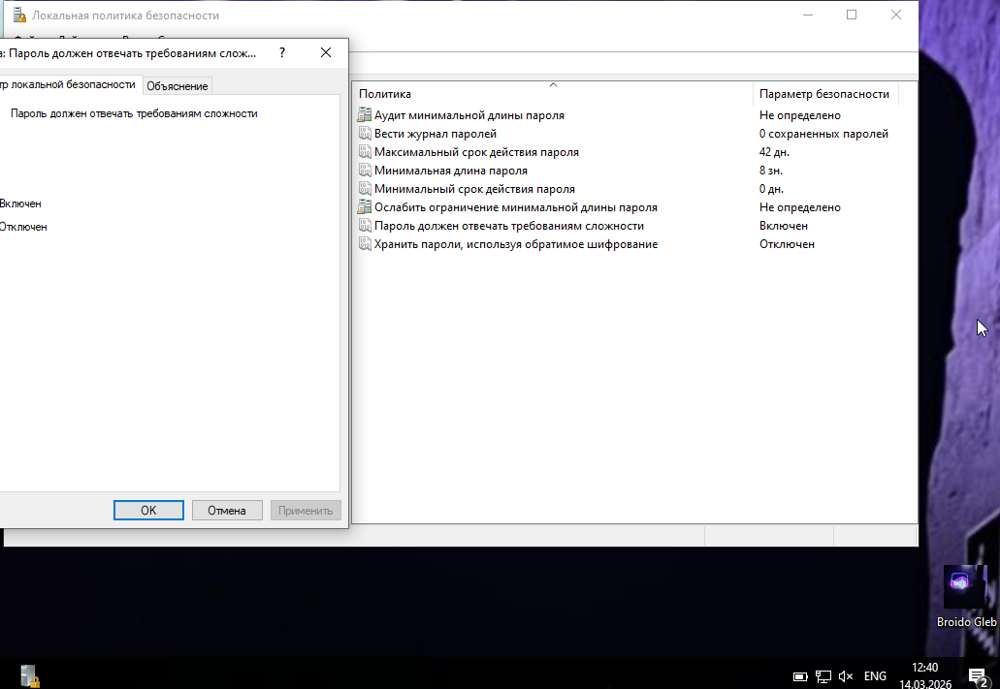 Локальная политика безопасности
а: Пароль должен отвечать требованиям слож...
?
тр локальной безопасности
Объяснение
Пароль должен отвечать требованиям сложности
Включен
Отключен
OK
Отмена
Применить
Политика
Параметр безопасности
Аудит минимальной длины пароля
Не определено
Вести журнал паролей
0 сохраненных паролей
Максимальный срок действия пароля
42 дн.
Минимальная длина пароля
8 зн.
Минимальный срок действия пароля
0 дн.
Ослабить ограничение минимальной длины пароля
Не определено
Пароль должен отвечать требованиям сложности
Включен
Хранить пароли, используя обратимое шифрование
Отключен
Broido Gleb
ENG
12:40
14.03.2026
2